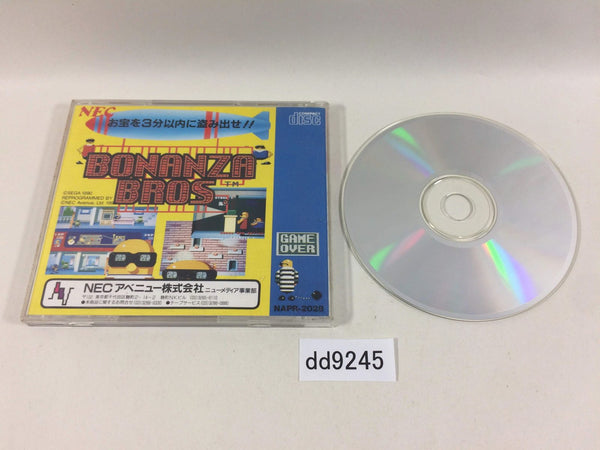 NEC
お宝を3分以内に盗み出せ!!
COMPACT
disc
BONANZA
BROS
TM
©SEGA 1990
REPROGRAMMED BY
©NEC Avenue, Ltd.
GAME
OVER
NECアベニュー株式会社 ニューメディア事業部
NAPR-2028
dd9245